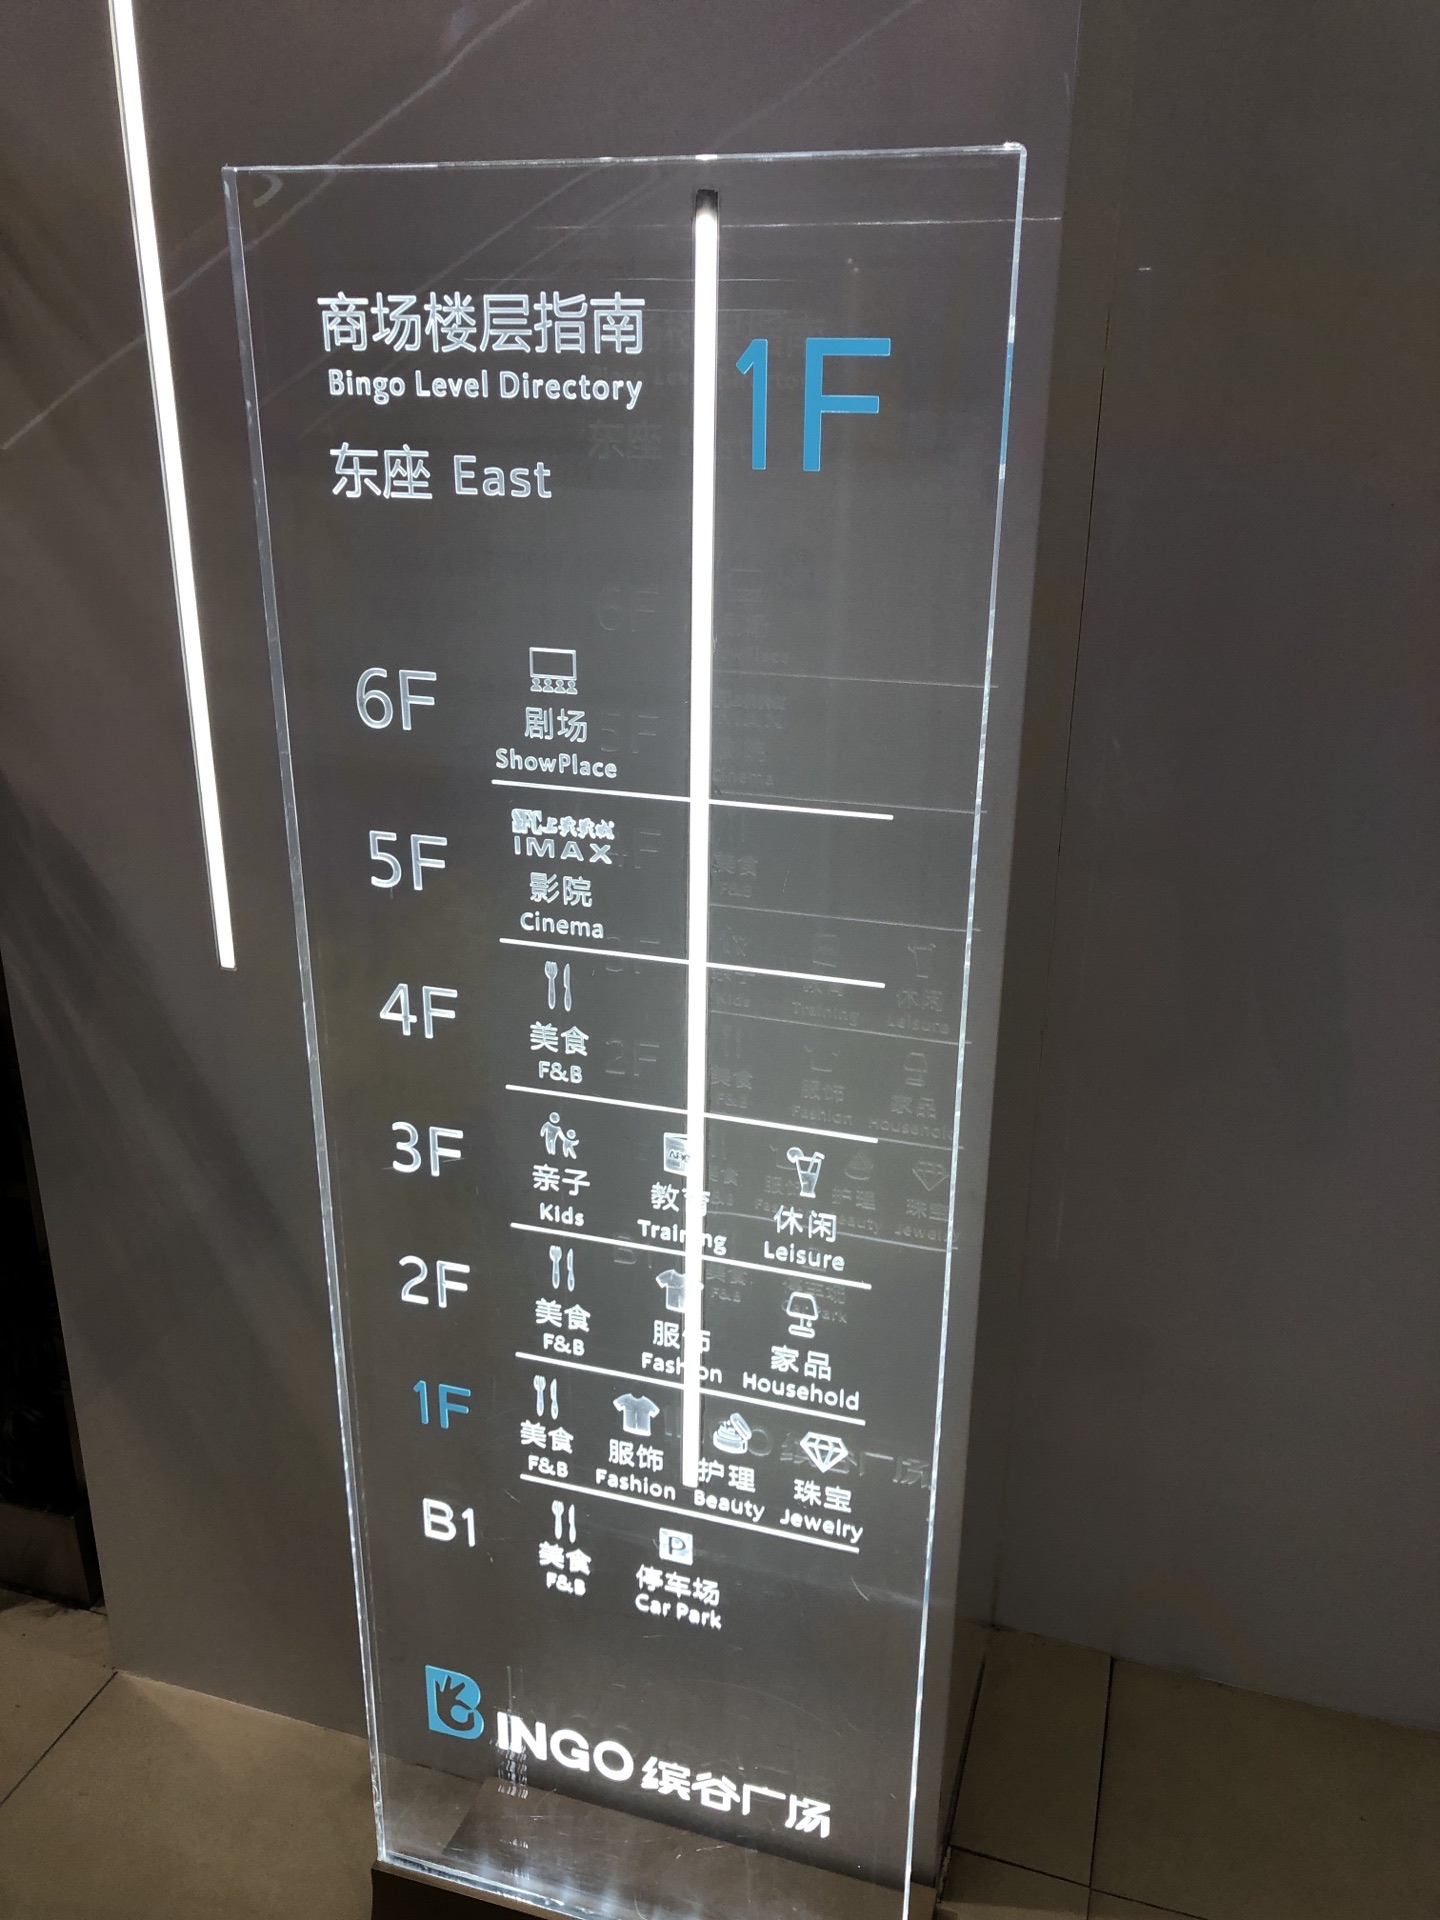 商场楼层指南
Bingo Level Directory
1F
东座 East
6F
剧场
ShowPlace
5F
IMAX
影院
Cinema
4F
美食
F&B
3F
亲子 教育 休闲
Kids Training Leisure
2F
美食 服饰 家品
F&B Fashion Household
1F
美食 服饰 护理 珠宝
F&B Fashion Beauty Jewelry
B1
P
美食 停车场
F&B Car Park
BINGO 缤谷广场